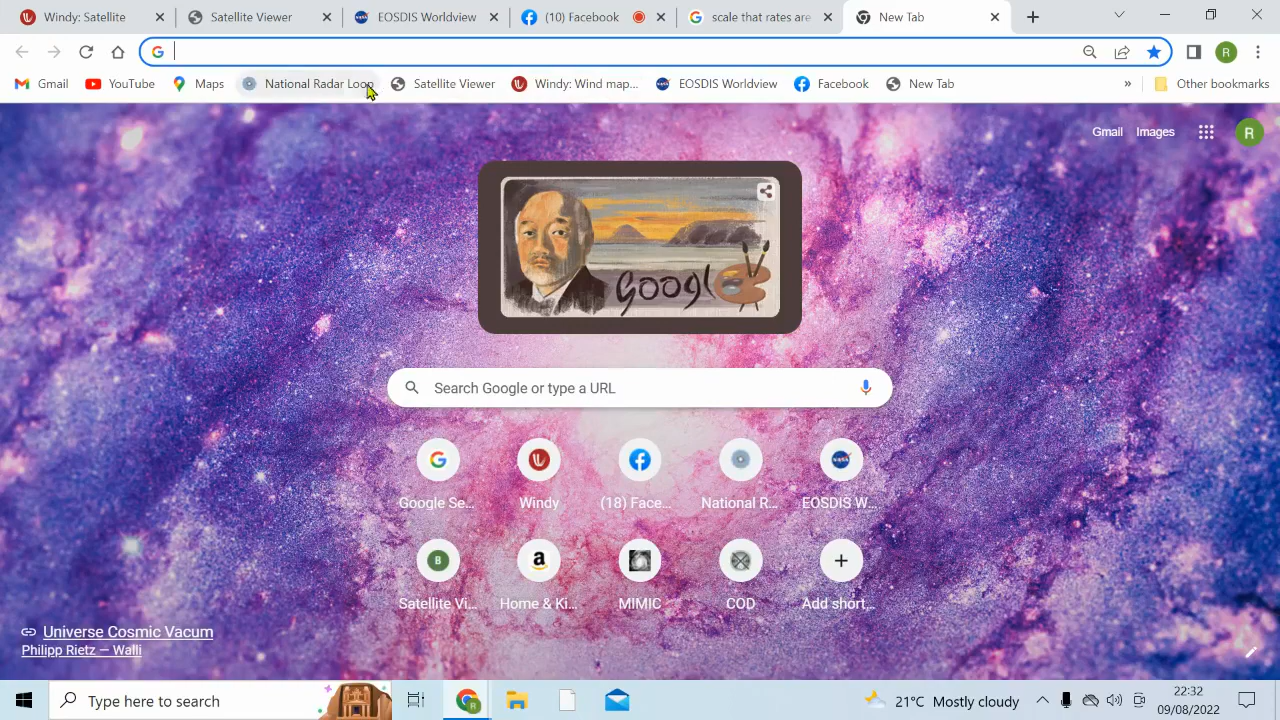 Windy: Satellite
Satellite Viewer
EOSDIS Worldview
(10) Facebook
scale that rates are
New Tab
Gmail
YouTube
Maps
National Radar Loop
Satellite Viewer
Windy: Wind map...
EOSDIS Worldview
Facebook
New Tab
»
Other bookmarks
R
Gmail
Images
R
Googl
Search Google or type a URL
Google Se...
Windy
(18) Face...
National R...
EOSDIS W...
B
Satellite Vi...
Home & Ki...
MIMIC
COD
Add short...
Universe Cosmic Vacum
Philipp Rietz — Walli
Type here to search
21°C Mostly cloudy
22:32
09/08/2022